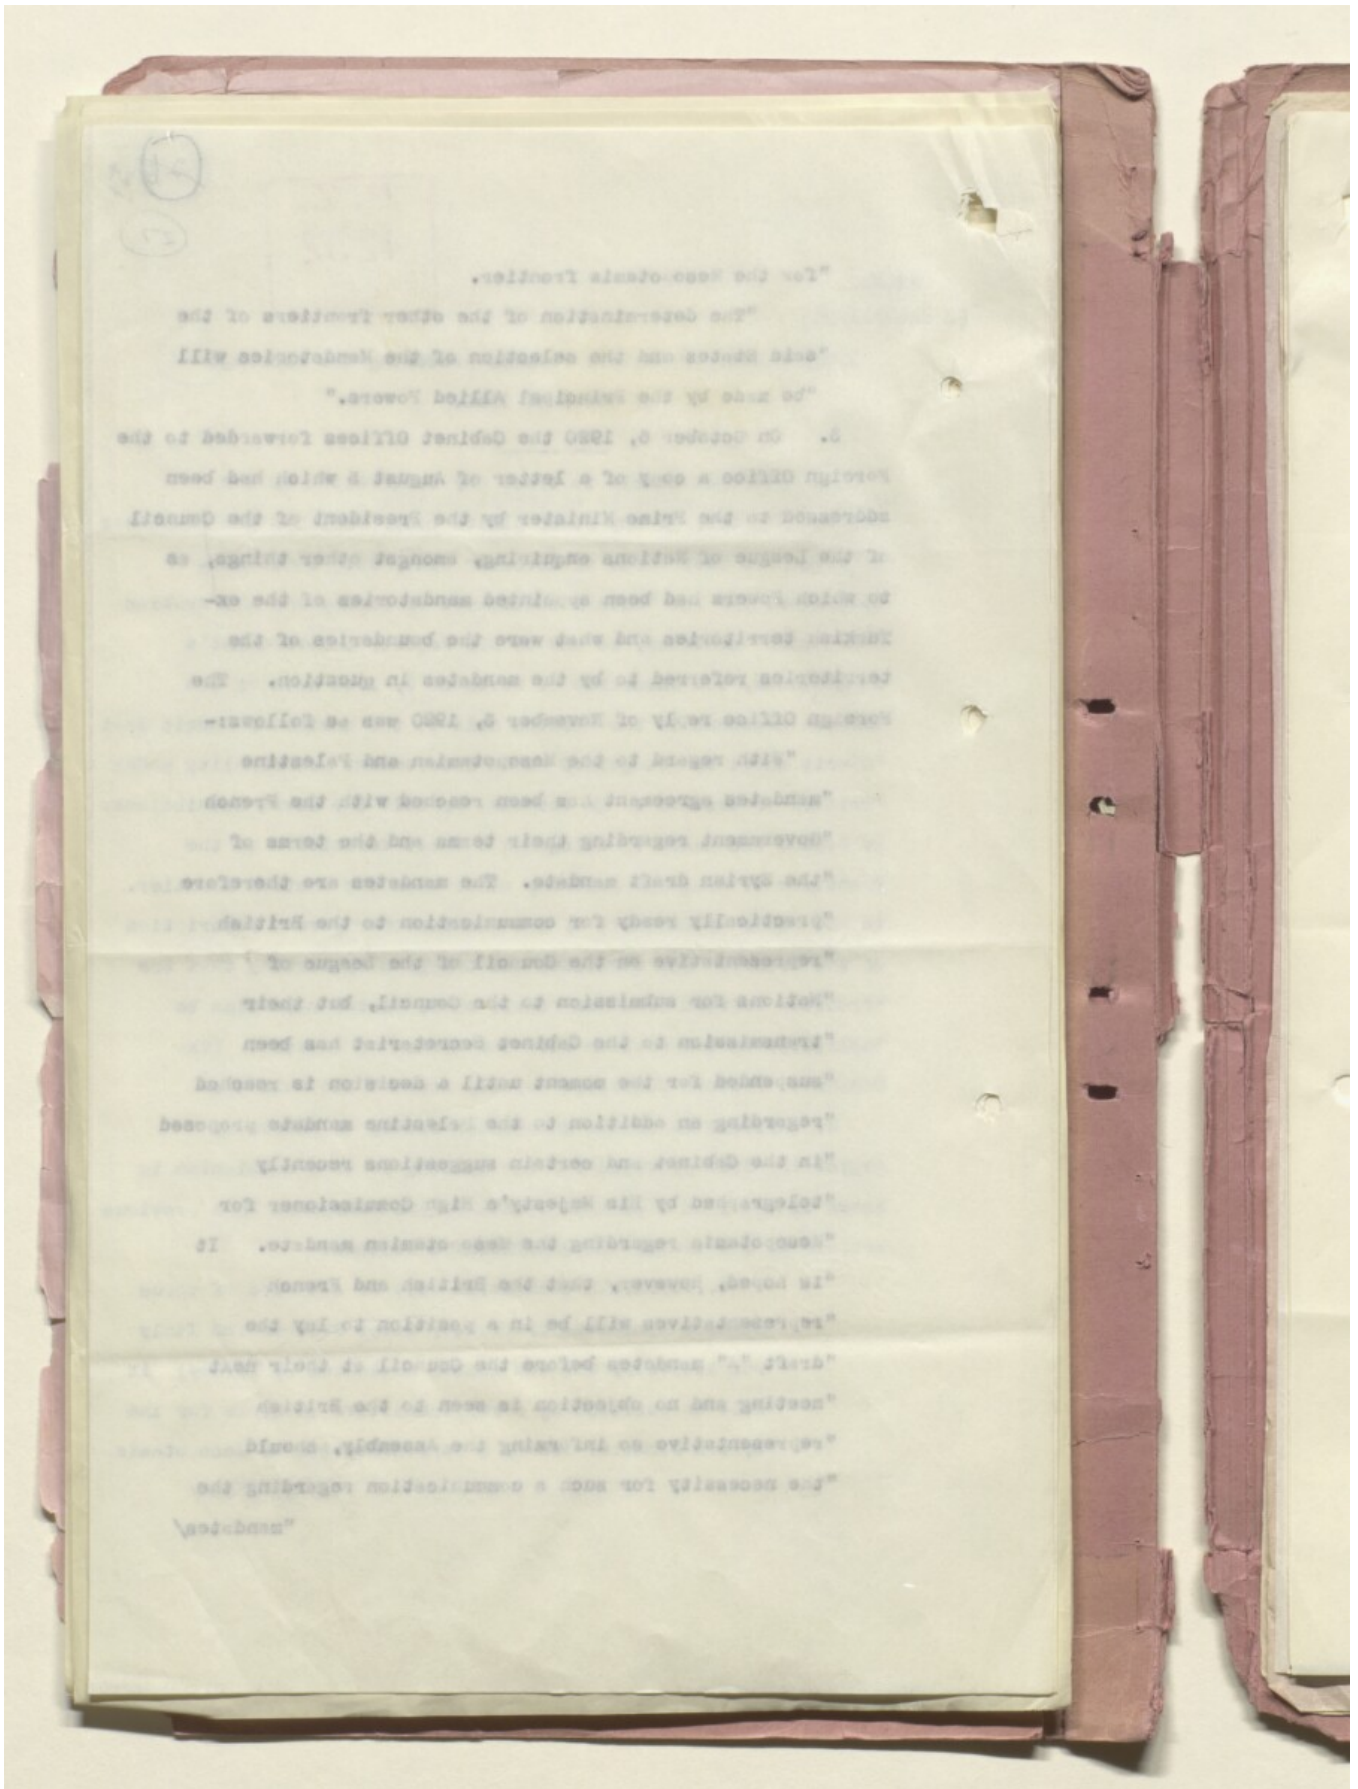 "for the Mesopotamia frontier.
"The determination of the other frontiers of the
"said States and the selection of the Mandatories will
"be made by the Principal Allied Powers."
3. On October 6, 1920 the Cabinet Offices forwarded to the
Foreign Office a copy of a letter of August 5 which had been
addressed to the Prime Minister by the President of the Council
of the League of Nations enquiring, amongst other things, as
to which Powers had been appointed mandatories of the ex-
Turkish territories and what were the boundaries of the
territories referred to by the mandates in question. The
Foreign Office reply of November 5, 1920 was as follows:-
"With regard to the Mesopotamian and Palestine
"mandates agreement has been reached with the French
"Government regarding their terms and the terms of
"the Syrian draft mandate. The mandates are therefore
"practically ready for communication to the British
"representative on the Council of the League of
"Nations for submission to the Council, but their
"transmission to the Cabinet Secretariat has been
"suspended for the moment until a decision is reached
"regarding an addition to the Palestine mandate proposed
"in the Cabinet and certain suggestions recently
"telegraphed by His Majesty's High Commissioner for
"Mesopotamia regarding the Mesopotamian mandate. It
"is hoped, however, that the British and French
"representatives will be in a position to lay the
"draft "A" mandates before the Council at their next
"meeting and no objection is seen to the British
"representative so informing the Assembly, should
"the necessity for such a communication regarding the
"mandates/